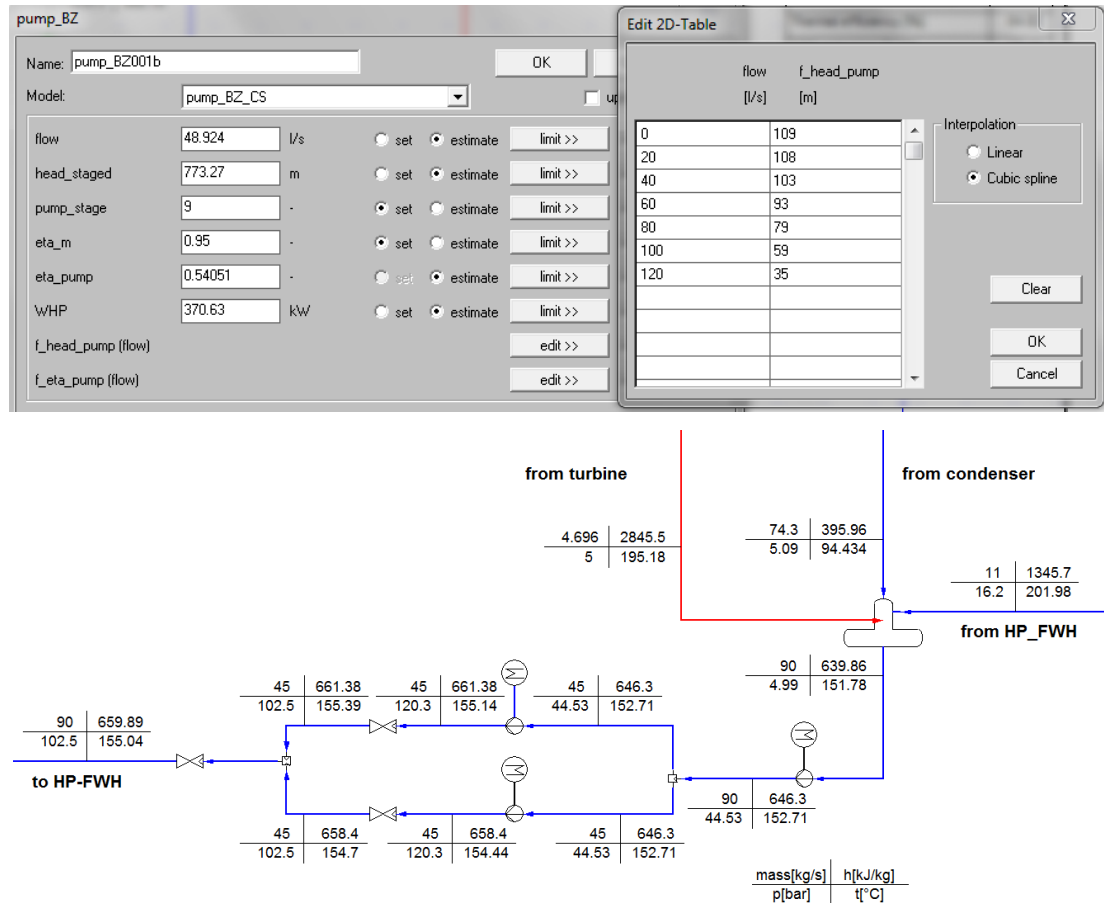 pump_BZ
Name: pump_BZ001b
OK
Model: pump_BZ_CS
up
flow 48.924 l/s set estimate limit >>
head_staged 773.27 m set estimate limit >>
pump_stage 9 - set estimate limit >>
eta_m 0.95 - set estimate limit >>
eta_pump 0.54051 - set estimate limit >>
WHP 370.63 kW set estimate limit >>
f_head_pump (flow) edit >>
f_eta_pump (flow) edit >>
Edit 2D-Table
flow f_head_pump
[l/s] [m]
0 109
20 108
40 103
60 93
80 79
100 59
120 35
Interpolation
Linear
Cubic spline
Clear
OK
Cancel
from turbine
from condenser
4.696 2845.5
5 195.18
74.3 395.96
5.09 94.434
11 1345.7
16.2 201.98
from HP_FWH
90 639.86
4.99 151.78
45 661.38
102.5 155.39
45 661.38
120.3 155.14
45 646.3
44.53 152.71
90 659.89
102.5 155.04
to HP-FWH
90 646.3
44.53 152.71
45 658.4
102.5 154.7
45 658.4
120.3 154.44
45 646.3
44.53 152.71
mass[kg/s] h[kJ/kg]
p[bar] t[°C]